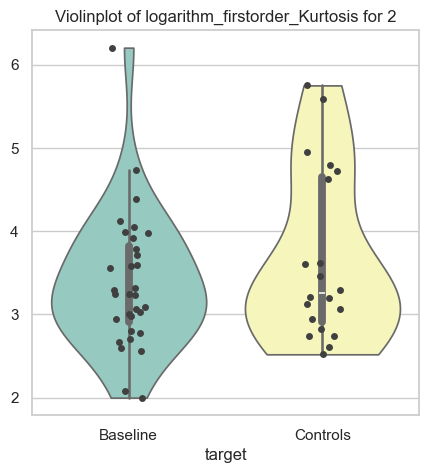 Violinplot of logarithm_firstorder_Kurtosis for 2
6
5
4
3
2
Baseline Controls
target